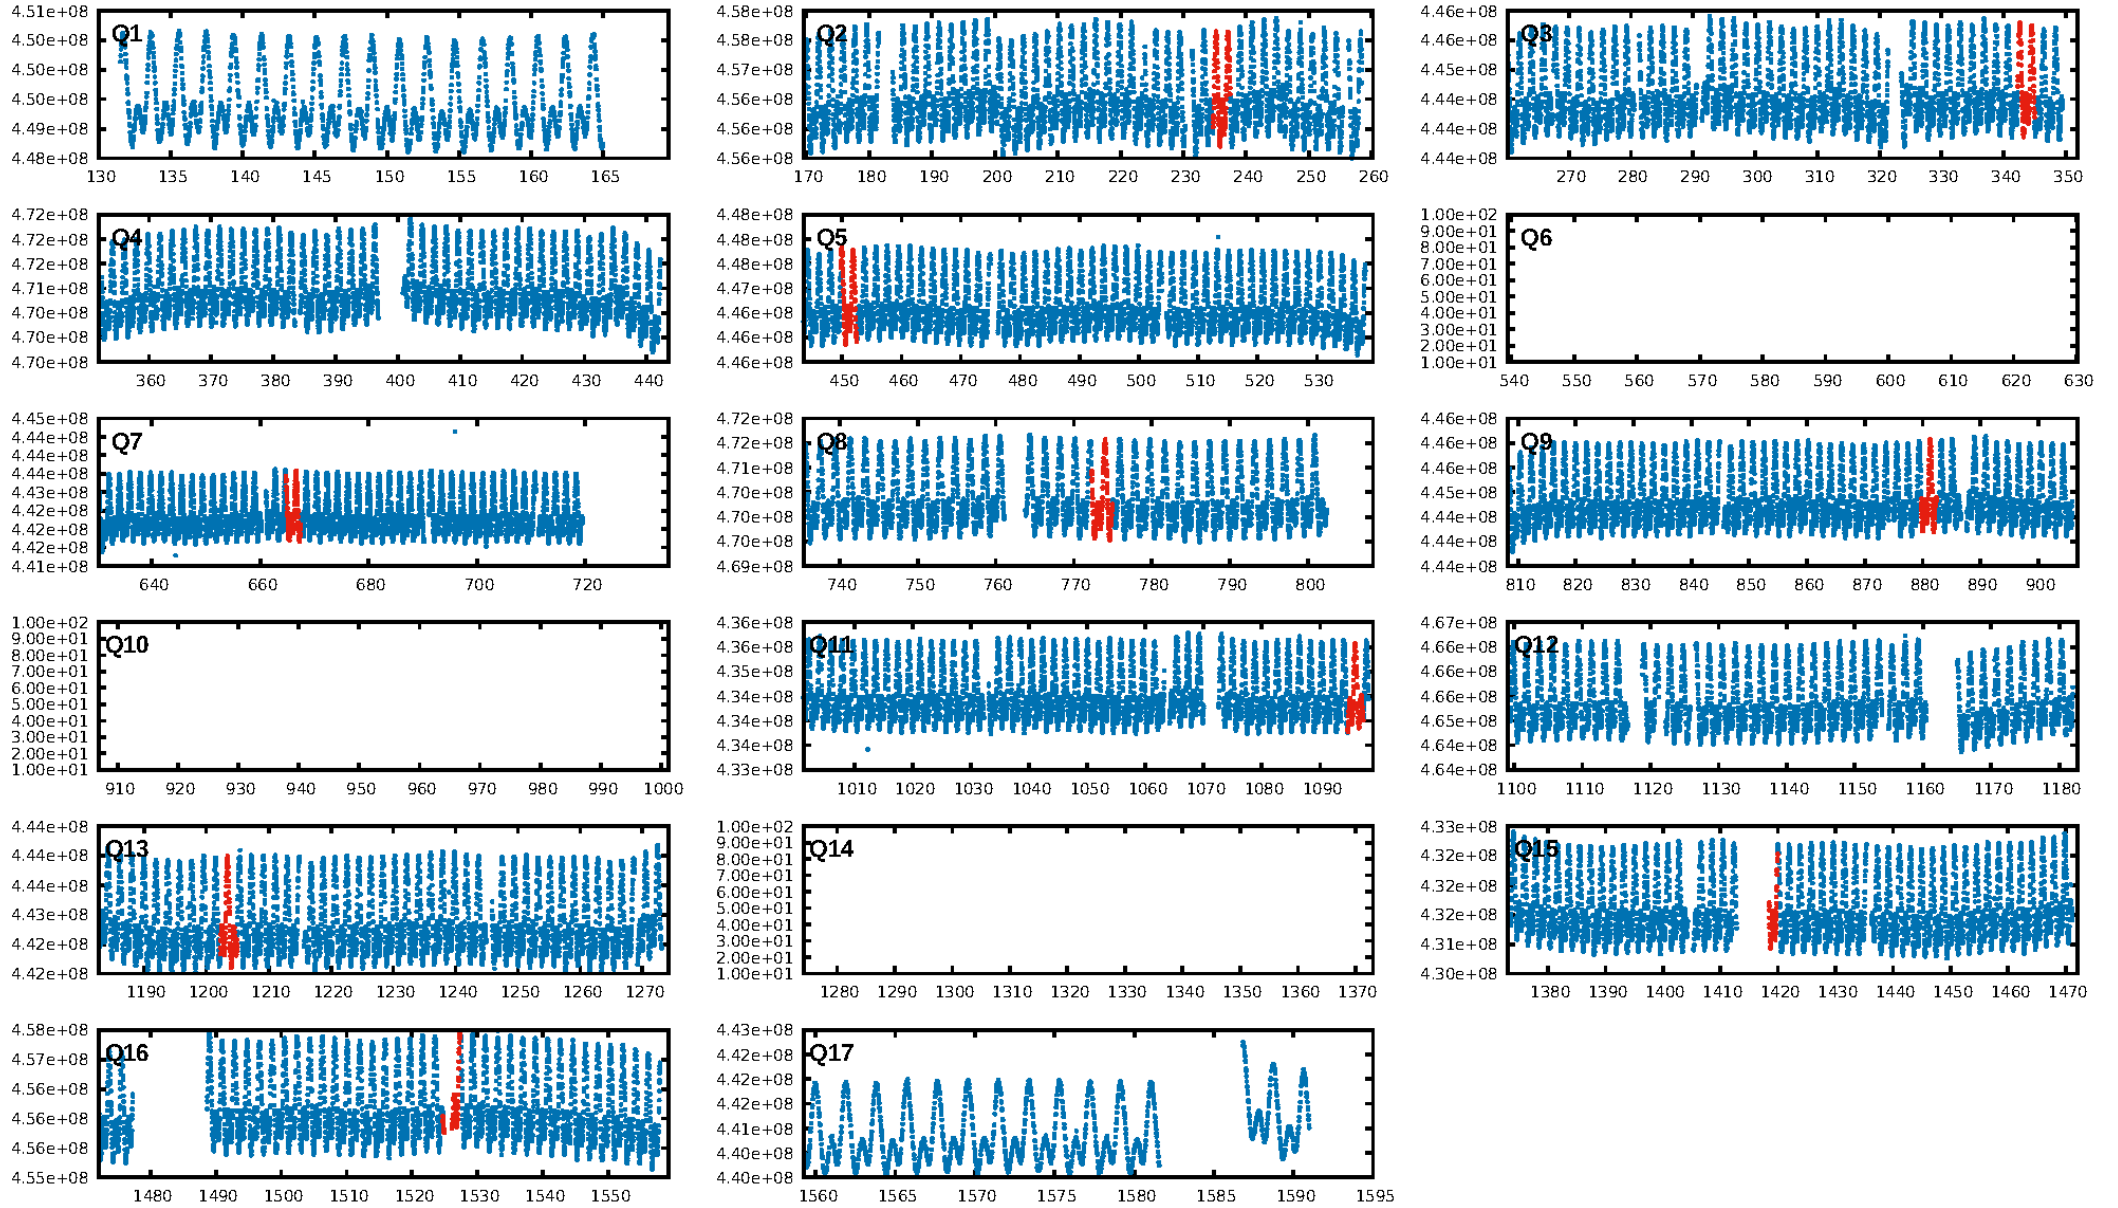 4.51e+08 4.50e+08 4.50e+08 4.50e+08 4.49e+08 4.48e+08
Q1
130 135 140 145 150 155 160 165
4.58e+08 4.58e+08 4.57e+08 4.56e+08 4.56e+08 4.56e+08
Q2
170 180 190 200 210 220 230 240 250 260
4.46e+08 4.46e+08 4.45e+08 4.44e+08 4.44e+08 4.44e+08
Q3
270 280 290 300 310 320 330 340 350
4.72e+08 4.72e+08 4.72e+08 4.70e+08 4.70e+08 4.70e+08
Q4
360 370 380 390 400 410 420 430 440
4.48e+08 4.48e+08 4.48e+08 4.47e+08 4.46e+08 4.46e+08 4.46e+08
Q5
450 460 470 480 490 500 510 520 530
1.00e+02 9.00e+01 8.00e+01 7.00e+01 6.00e+01 5.00e+01 4.00e+01 3.00e+01 2.00e+01 1.00e+01
Q6
540 550 560 570 580 590 600 610 620 630
4.45e+08 4.44e+08 4.44e+08 4.44e+08 4.43e+08 4.42e+08 4.42e+08 4.42e+08 4.41e+08
Q7
640 660 680 700 720
4.72e+08 4.72e+08 4.71e+08 4.70e+08 4.70e+08 4.70e+08 4.69e+08
Q8
740 750 760 770 780 790 800
4.46e+08 4.46e+08 4.46e+08 4.45e+08 4.44e+08 4.44e+08 4.44e+08
Q9
810 820 830 840 850 860 870 880 890 900
1.00e+02 9.00e+01 8.00e+01 7.00e+01 6.00e+01 5.00e+01 4.00e+01 3.00e+01 2.00e+01 1.00e+01
Q10
910 920 930 940 950 960 970 980 990 1000
4.36e+08 4.36e+08 4.35e+08 4.34e+08 4.34e+08 4.34e+08 4.33e+08
Q11
1010 1020 1030 1040 1050 1060 1070 1080 1090
4.67e+08 4.66e+08 4.66e+08 4.66e+08 4.65e+08 4.64e+08 4.64e+08
Q12
1100 1110 1120 1130 1140 1150 1160 1170 1180
4.44e+08 4.44e+08 4.44e+08 4.43e+08 4.42e+08 4.42e+08
Q13
1190 1200 1210 1220 1230 1240 1250 1260 1270
1.00e+02 9.00e+01 8.00e+01 7.00e+01 6.00e+01 5.00e+01 4.00e+01 3.00e+01 2.00e+01 1.00e+01
Q14
1280 1290 1300 1310 1320 1330 1340 1350 1360 1370
4.33e+08 4.32e+08 4.32e+08 4.32e+08 4.31e+08 4.30e+08
Q15
1380 1390 1400 1410 1420 1430 1440 1450 1460 1470
4.58e+08 4.57e+08 4.56e+08 4.56e+08 4.56e+08 4.55e+08
Q16
1480 1490 1500 1510 1520 1530 1540 1550
4.43e+08 4.42e+08 4.42e+08 4.42e+08 4.41e+08 4.40e+08 4.40e+08
Q17
1560 1565 1570 1575 1580 1585 1590 1595